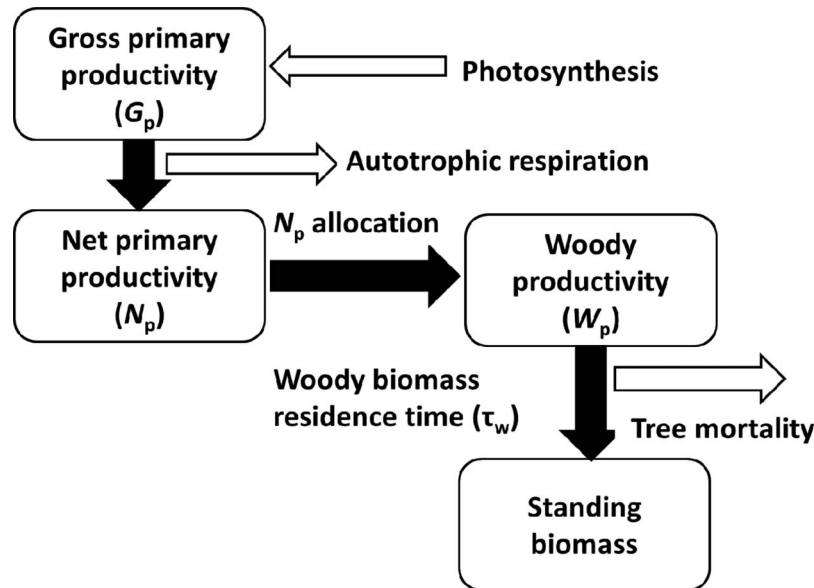 Gross primary
productivity
(Gp)
Photosynthesis
Autotrophic respiration
Net primary
productivity
(Np)
Np allocation
Woody
productivity
(Wp)
Woody biomass
residence time (τw)
Tree mortality
Standing
biomass